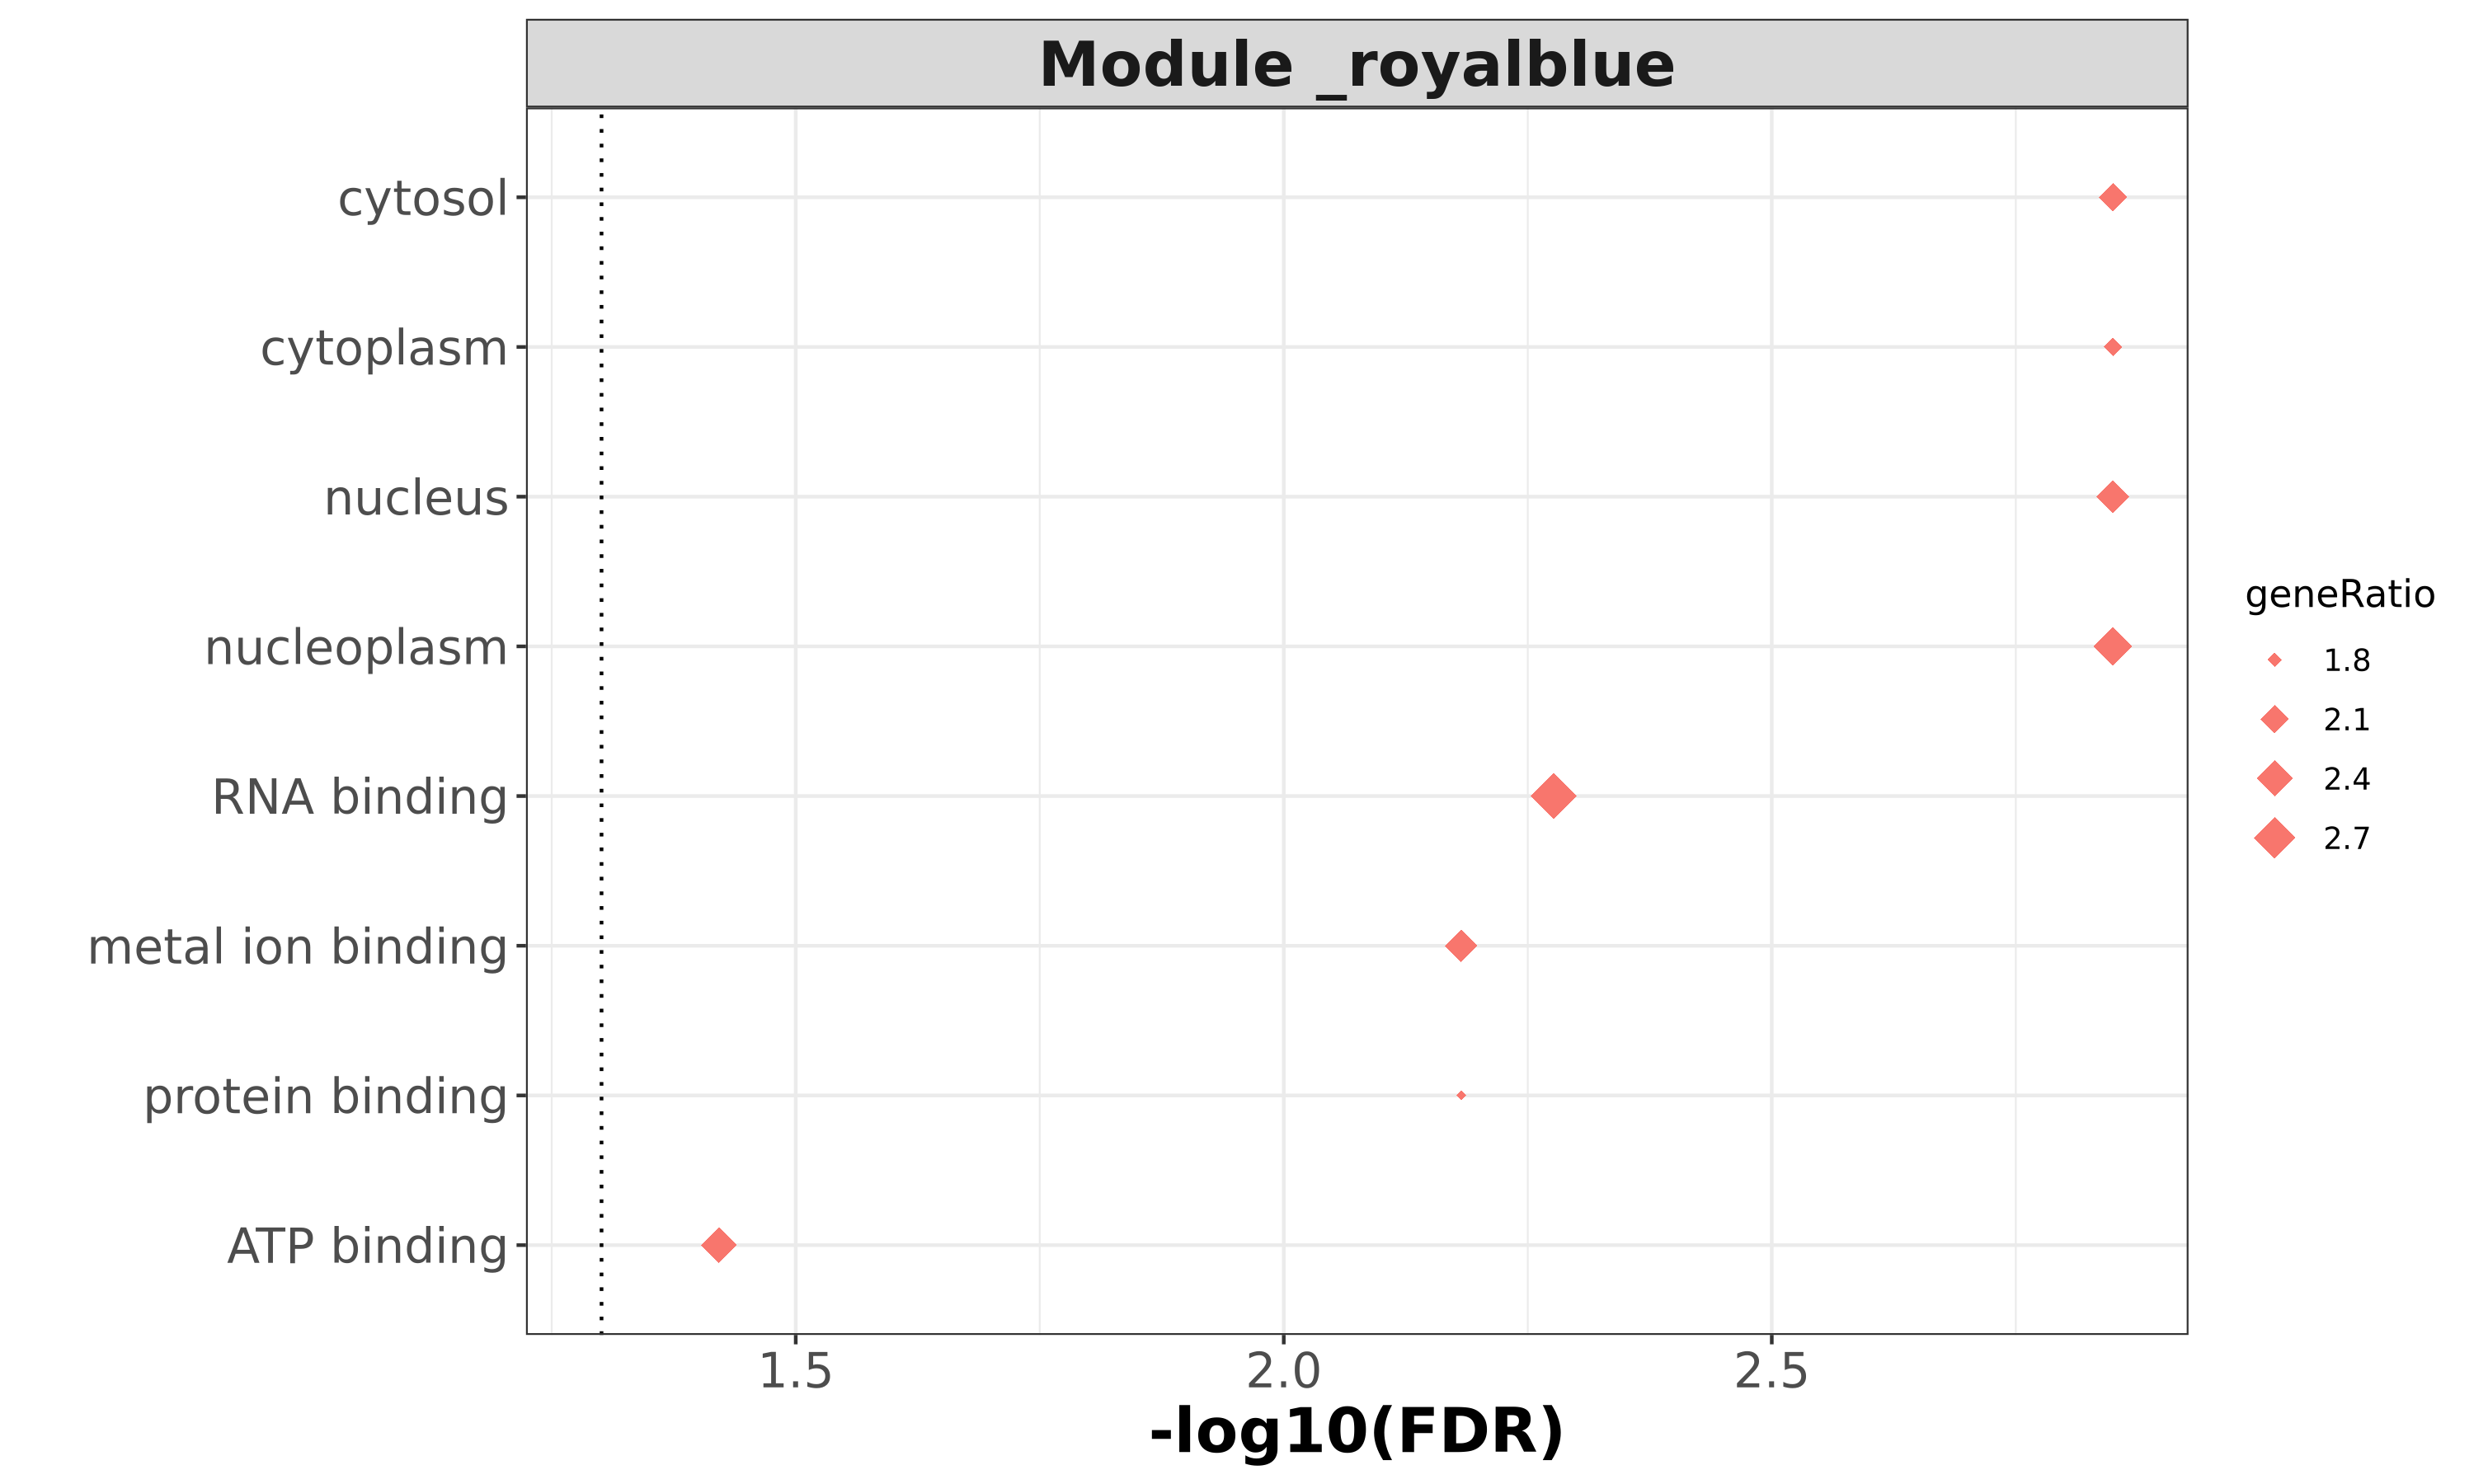 Module _royalblue
cytosol
cytoplasm
nucleus
nucleoplasm
RNA binding
metal ion binding
protein binding
ATP binding
1.5
2.0
2.5
-log10(FDR)
geneRatio
1.8
2.1
2.4
2.7